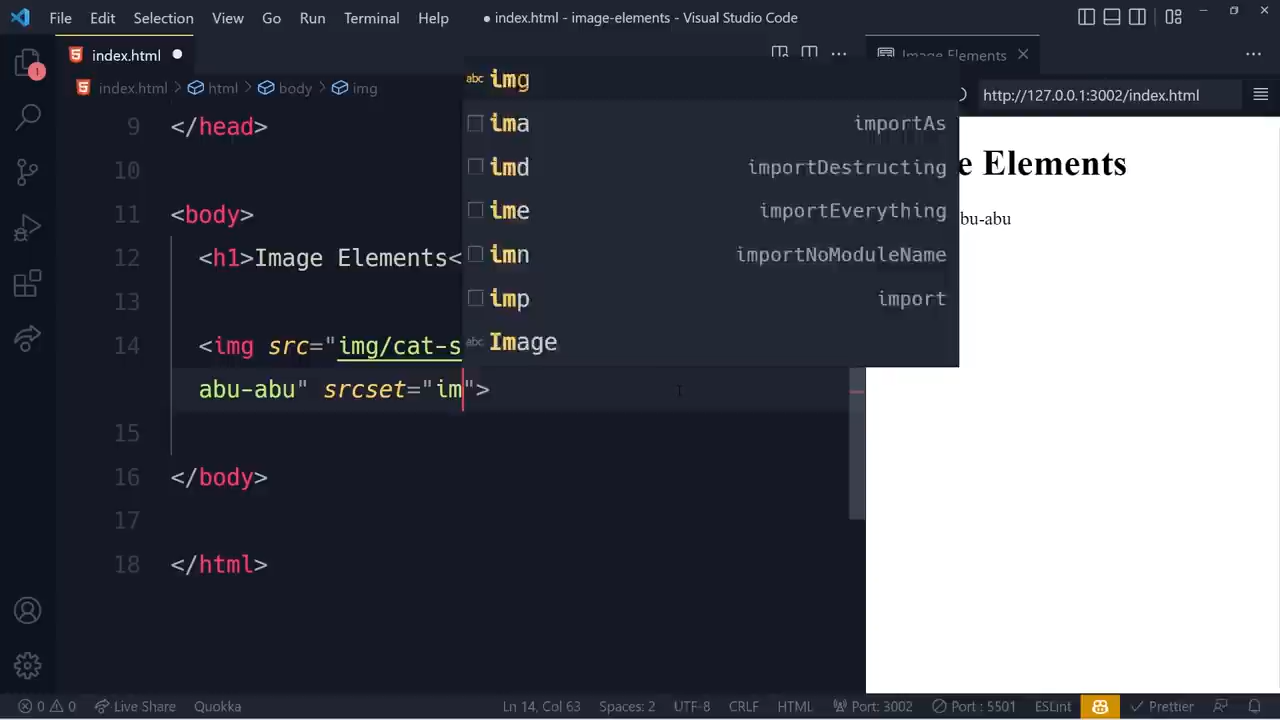 File Edit Selection View Go Run Terminal Help ● index.html - image-elements - Visual Studio Code
index.html ●
Image Elements
index.html > html > body > img
http://127.0.0.1:3002/index.html
1
img
ima importAs
imd importDestructing
ime importEverything
imn importNoModuleName
imp import
Image
9 </head>
10
11 <body>
12 <h1>Image Elements<
13
14 <img src="img/cat-s
abu-abu" srcset="im">
15
16 </body>
17
18 </html>
e Elements
bu-abu
0 0 Live Share Quokka Ln 14, Col 63 Spaces: 2 UTF-8 CRLF HTML Port: 3002 Port : 5501 ESLint Prettier